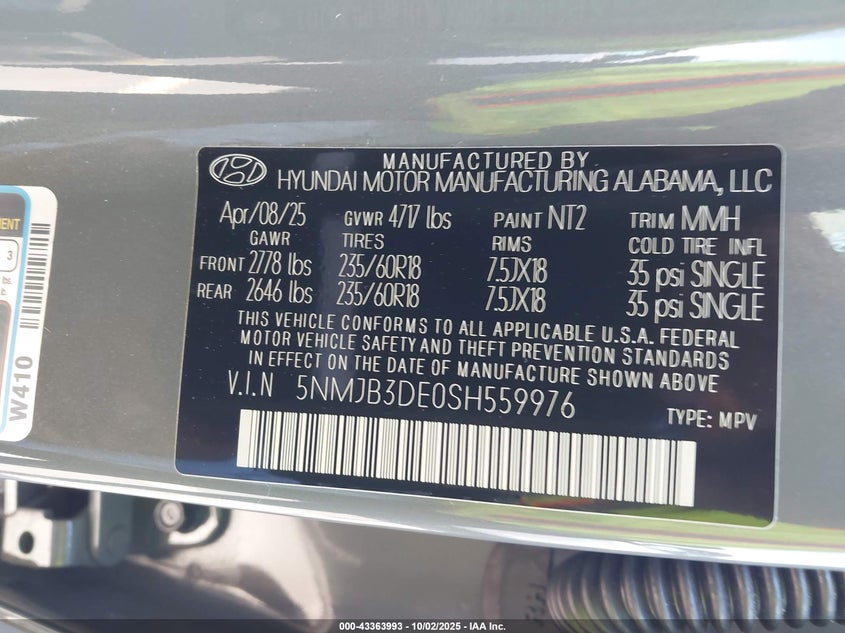 MANUFACTURED BY
HYUNDAI MOTOR MANUFACTURING ALABAMA, LLC
Apr/08/25 GVWR 4717 lbs PAINT NT2 TRIM MMH
GAWR TIRES RIMS COLD TIRE INFL
FRONT 2778 lbs 235/60R18 7.5JX18 35 psi SINGLE
REAR 2646 lbs 235/60R18 7.5JX18 35 psi SINGLE
THIS VEHICLE CONFORMS TO ALL APPLICABLE U.S.A. FEDERAL
MOTOR VEHICLE SAFETY AND THEFT PREVENTION STANDARDS
IN EFFECT ON THE DATE OF MANUFACTURE SHOWN ABOVE
V.I.N 5NMJB3DE0SH559976
TYPE: MPV
W410
3
000-43363993 - 10/02/2025 - IAA Inc.